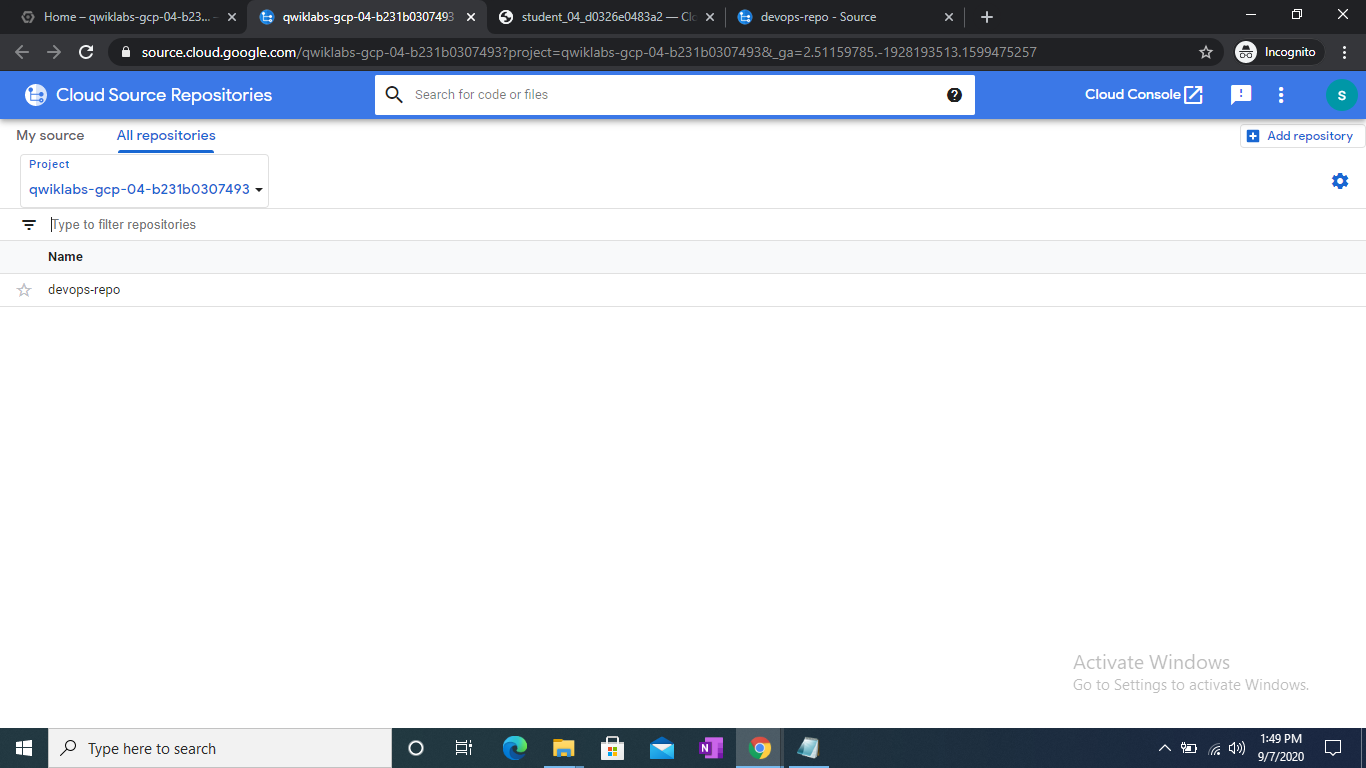 Home – qwiklabs-gcp-04-b23...
qwiklabs-gcp-04-b231b0307493
student_04_d0326e0483a2 — Clo
devops-repo - Source
source.cloud.google.com/qwiklabs-gcp-04-b231b0307493?project=qwiklabs-gcp-04-b231b0307493&_ga=2.51159785.-1928193513.1599475257
Incognito
Cloud Source Repositories
Search for code or files
Cloud Console
S
My source
All repositories
Add repository
Project
qwiklabs-gcp-04-b231b0307493
Type to filter repositories
Name
devops-repo
Activate Windows
Go to Settings to activate Windows.
Type here to search
N
1:49 PM
9/7/2020